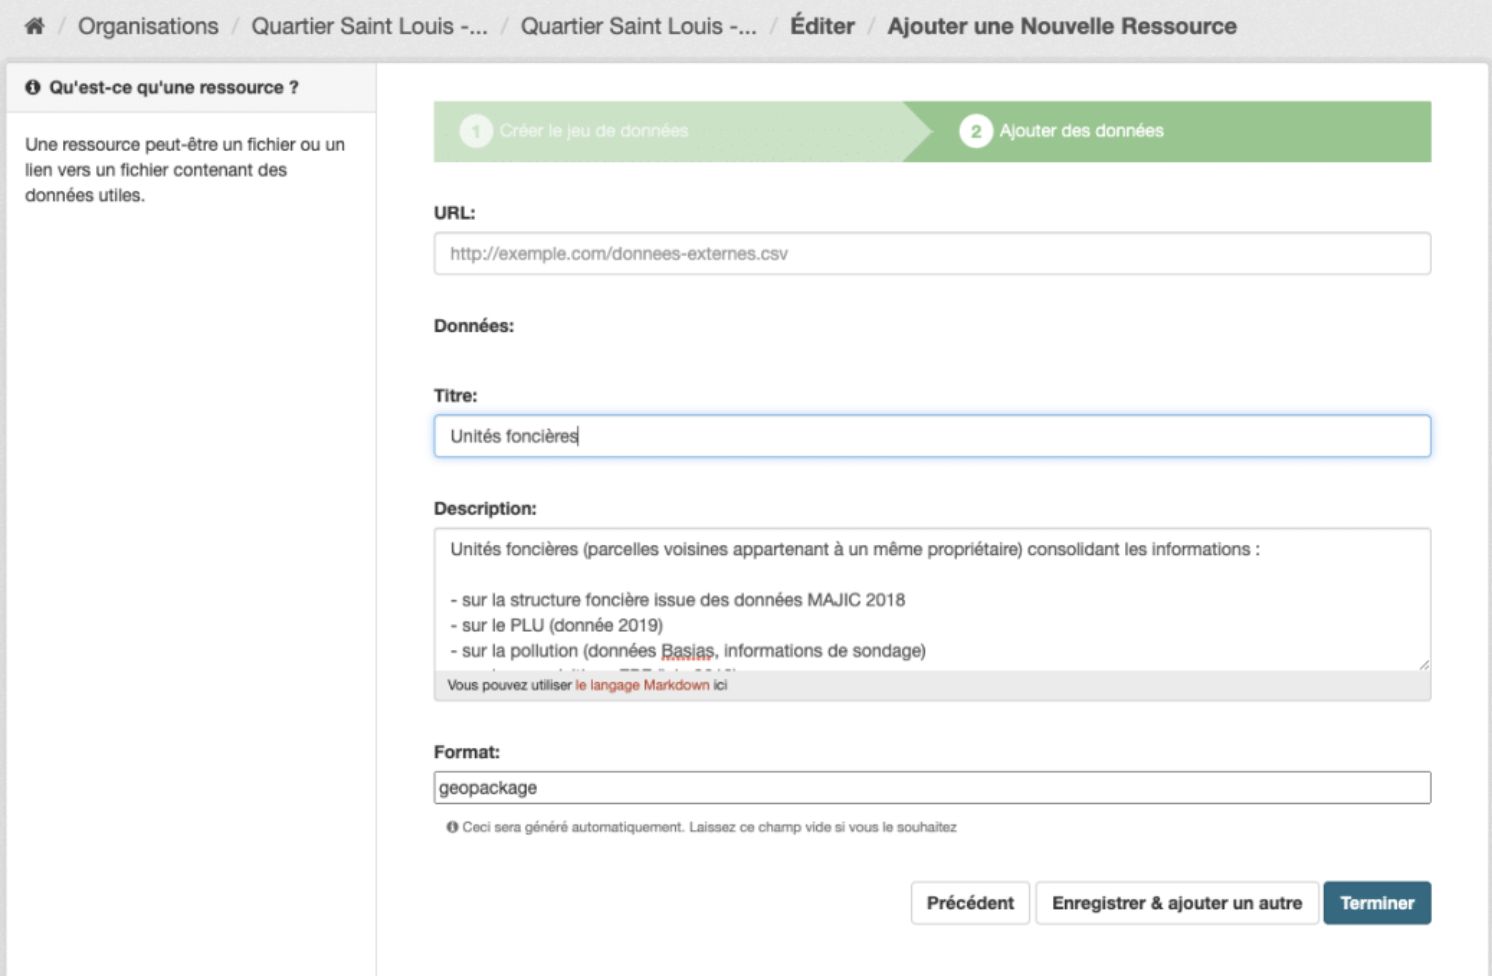 / Organisations / Quartier Saint Louis -... / Quartier Saint Louis -... / Éditer / Ajouter une Nouvelle Ressource
Qu'est-ce qu'une ressource ?
Une ressource peut-être un fichier ou un
lien vers un fichier contenant des
données utiles.
1 Créer le jeu de données
2 Ajouter des données
URL:
http://exemple.com/donnees-externes.csv
Données:
Titre:
Unités foncières
Description:
Unités foncières (parcelles voisines appartenant à un même propriétaire) consolidant les informations :
- sur la structure foncière issue des données MAJIC 2018
- sur le PLU (donnée 2019)
- sur la pollution (données Basias, informations de sondage)
Vous pouvez utiliser le langage Markdown ici
Format:
geopackage
Ceci sera généré automatiquement. Laissez ce champ vide si vous le souhaitez
Précédent
Enregistrer & ajouter un autre
Terminer